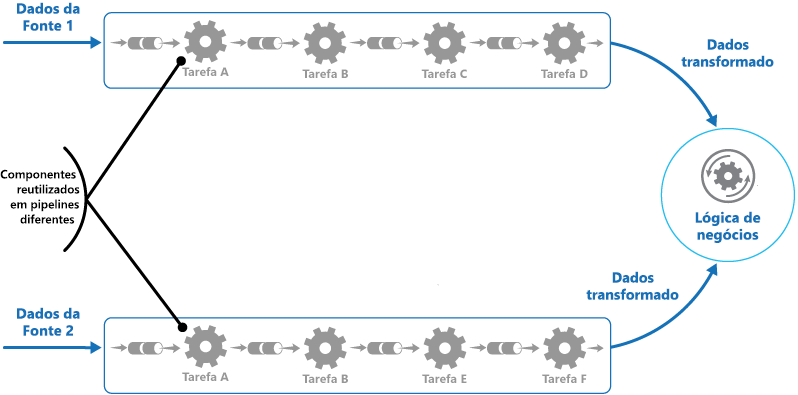 Dados da
Fonte 1
Tarefa A
Tarefa B
Tarefa C
Tarefa D
Dados
transformado
Componentes
reutilizados
em pipelines
diferentes
Lógica de
negócios
Dados
transformado
Dados da
Fonte 2
Tarefa A
Tarefa B
Tarefa E
Tarefa F